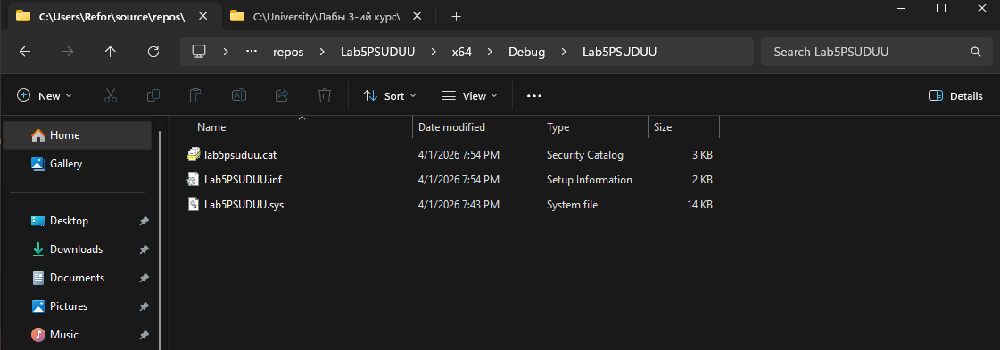 C:\Users\Refor\source\repos\
C:\University\Лабы 3-ий курс\
repos Lab5PSUDUU x64 Debug Lab5PSUDUU
Search Lab5PSUDUU
New
Sort
View
Details
Name Date modified Type Size
Home
Gallery
Desktop
Downloads
Documents
Pictures
Music
lab5psuduu.cat 4/1/2026 7:54 PM Security Catalog 3 KB
Lab5PSUDUU.inf 4/1/2026 7:54 PM Setup Information 2 KB
Lab5PSUDUU.sys 4/1/2026 7:43 PM System file 14 KB